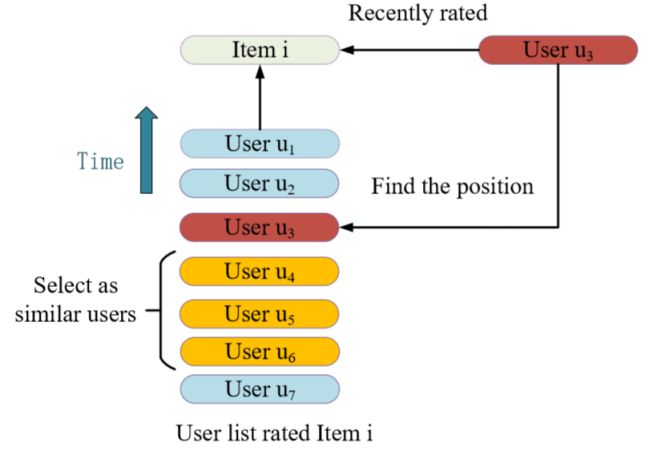 Recently rated
Item i
User u₃
User u₁
Time
User u₂
Find the position
User u₃
User u₄
Select as
similar users
User u₅
User u₆
User u₇
User list rated Item i